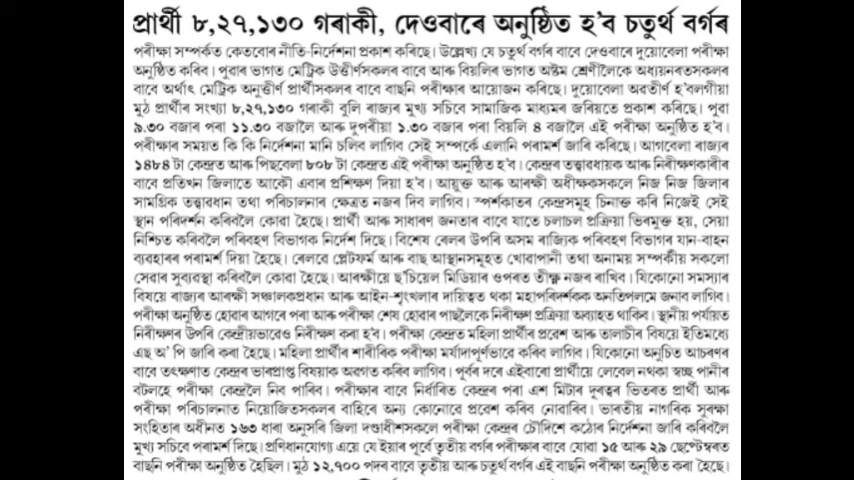 প্ৰাৰ্থী ৮,২৭,১৩০ গৰাকী, দেওবাৰে অনুষ্ঠিত হ'ব চতুৰ্থ বৰ্গৰ
পৰীক্ষা সম্পৰ্কত কেতবোৰ নীতি-নিৰ্দেশনা প্ৰকাশ কৰিছে। উল্লেখ্য যে চতুৰ্থ বৰ্গৰ বাবে দেওবাৰে দুয়োবেলা পৰীক্ষা
অনুষ্ঠিত কৰিব। পুৱাৰ ভাগত মেট্ৰিক উত্তীৰ্ণসকলৰ বাবে আৰু বিয়লিৰ ভাগত অষ্টম শ্ৰেণীলৈকে অধ্যয়নৰতসকলৰ
বাবে অৰ্থাৎ মেট্ৰিক অনুত্তীৰ্ণ প্ৰাৰ্থীসকলৰ বাবে বাছনি পৰীক্ষাৰ আয়োজন কৰিছে। দুয়োবেলা অৱতীৰ্ণ হ'বলগীয়া
মুঠ প্ৰাৰ্থীৰ সংখ্যা ৮,২৭,১৩০ গৰাকী বুলি ৰাজ্যৰ মুখ্য সচিবে সামাজিক মাধ্যমৰ জৰিয়তে প্ৰকাশ কৰিছে। পুৱা
৯.৩০ বজাৰ পৰা ১১.৩০ বজালৈ আৰু দুপৰীয়া ১.৩০ বজাৰ পৰা বিয়লি ৪ বজালৈ এই পৰীক্ষা অনুষ্ঠিত হ'ব।
পৰীক্ষাৰ সময়ত কি কি নিৰ্দেশনা মানি চলিব লাগিব সেই সম্পৰ্কে এলানি পৰামৰ্শ জাৰি কৰিছে। আগবেলা ৰাজ্যৰ
১৪৮৪ টা কেন্দ্ৰত আৰু পিছবেলা ৮০৮ টা কেন্দ্ৰত এই পৰীক্ষা অনুষ্ঠিত হ'ব। কেন্দ্ৰৰ তত্ত্বাৱধায়ক আৰু নিৰীক্ষণকাৰীৰ
বাবে প্ৰতিখন জিলাতে আকৌ এবাৰ প্ৰশিক্ষণ দিয়া হ'ব। আয়ুক্ত আৰু আৰক্ষী অধীক্ষকসকলে নিজ নিজ জিলাৰ
সামগ্ৰিক তত্ত্বাৱধান তথা পৰিচালনাৰ ক্ষেত্ৰত নজৰ দিব লাগিব। স্পৰ্শকাতৰ কেন্দ্ৰসমূহ চিনাক্ত কৰি নিজেই সেই
স্থান পৰিদৰ্শন কৰিবলৈ কোৱা হৈছে। প্ৰাৰ্থী আৰু সাধাৰণ জনতাৰ বাবে যাতে চলাচল প্ৰক্ৰিয়া ভিৰমুক্ত হয়, সেয়া
নিশ্চিত কৰিবলৈ পৰিবহণ বিভাগক নিৰ্দেশ দিছে। বিশেষ ৰেলৰ উপৰি অসম ৰাজ্যিক পৰিবহণ বিভাগৰ যান-বাহন
ব্যৱহাৰৰ পৰামৰ্শ দিয়া হৈছে। ৰেলৱে প্লেটফৰ্ম আৰু বাছ আস্থানসমূহত খোৱাপানী তথা অনাময় সম্পৰ্কীয় সকলো
সেৱাৰ সুব্যৱস্থা কৰিবলৈ কোৱা হৈছে। আৰক্ষীয়ে ছ'চিয়েল মিডিয়াৰ ওপৰত তীক্ষ্ণ নজৰ ৰাখিব। যিকোনো সমস্যাৰ
বিষয়ে ৰাজ্যৰ আৰক্ষী সঞ্চালকপ্ৰধান আৰু আইন-শৃংখলাৰ দায়িত্বত থকা মহাপৰিদৰ্শকক অনতিপলমে জনাব লাগিব।
পৰীক্ষা অনুষ্ঠিত হোৱাৰ আগৰে পৰা আৰু পৰীক্ষা শেষ হোৱাৰ পাছলৈকে নিৰীক্ষণ প্ৰক্ৰিয়া অব্যাহত থাকিব। স্থানীয় পৰ্যায়ত
নিৰীক্ষণৰ উপৰি কেন্দ্ৰীয়ভাৱেও নিৰীক্ষণ কৰা হ'ব। পৰীক্ষা কেন্দ্ৰত মহিলা প্ৰাৰ্থীৰ প্ৰৱেশ আৰু তালাচীৰ বিষয়ে ইতিমধ্যে
এছ অ' পি জাৰি কৰা হৈছে। মহিলা প্ৰাৰ্থীৰ শাৰীৰিক পৰীক্ষা মৰ্যাদাপূৰ্ণভাৱে কৰিব লাগিব। যিকোনো অনুচিত আচৰণৰ
বাবে তৎক্ষণাত কেন্দ্ৰৰ ভাৰপ্ৰাপ্ত বিষয়াক অৱগত কৰিব লাগিব। পূৰ্বৰ দৰে এইবাৰো প্ৰাৰ্থীয়ে লেবেল নথকা স্বচ্ছ পানীৰ
বটলহে পৰীক্ষা কেন্দ্ৰলৈ নিব পাৰিব। পৰীক্ষাৰ বাবে নিৰ্ধাৰিত কেন্দ্ৰৰ পৰা এশ মিটাৰ দূৰত্বৰ ভিতৰত প্ৰাৰ্থী আৰু
পৰীক্ষা পৰিচালনাত নিয়োজিতসকলৰ বাহিৰে অন্য কোনোৱে প্ৰৱেশ কৰিব নোৱাৰিব। ভাৰতীয় নাগৰিক সুৰক্ষা
সংহিতাৰ অধীনত ১৬৩ ধাৰা অনুসৰি জিলা দণ্ডাধীশসকলে পৰীক্ষা কেন্দ্ৰৰ চৌদিশে কঠোৰ নিৰ্দেশনা জাৰি কৰিবলৈ
মুখ্য সচিবে পৰামৰ্শ দিছে। প্ৰণিধানযোগ্য এয়ে যে ইয়াৰ পূৰ্বে তৃতীয় বৰ্গৰ পৰীক্ষাৰ বাবে যোৱা ১৫ আৰু ২৯ ছেপ্টেম্বৰত
বাছনি পৰীক্ষা অনুষ্ঠিত হৈছিল। মুঠ ১২,৭০০ পদৰ বাবে তৃতীয় আৰু চতুৰ্থ বৰ্গৰ এই বাছনি পৰীক্ষা অনুষ্ঠিত কৰা হৈছে।